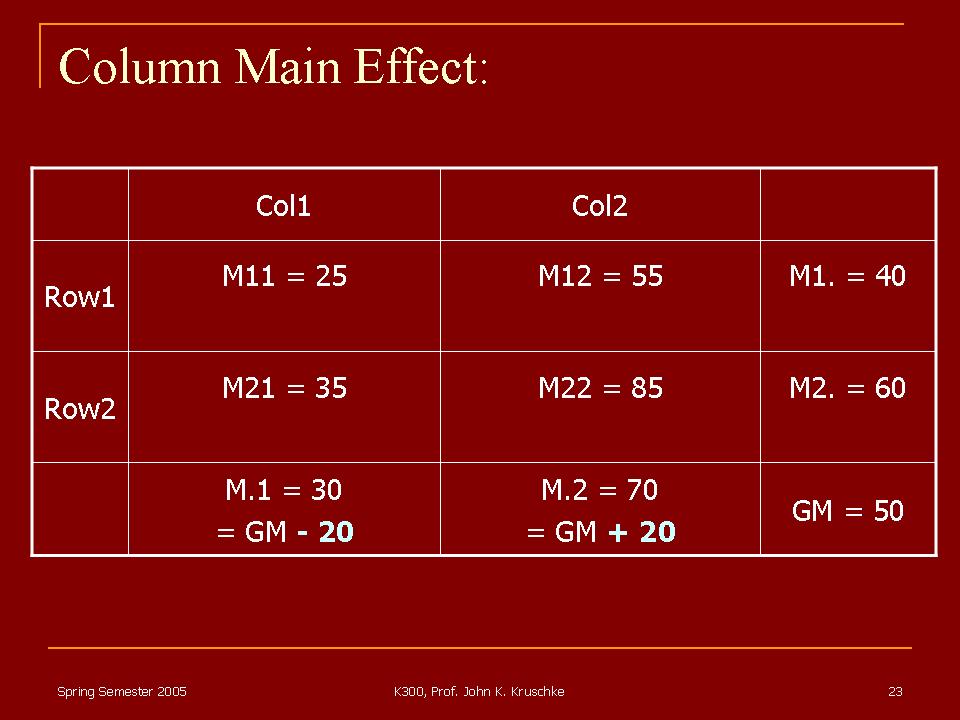 Column Main Effect:
Col1 Col2
Row1 M11 = 25 M12 = 55 M1. = 40
Row2 M21 = 35 M22 = 85 M2. = 60
M.1 = 30 M.2 = 70 GM = 50
= GM - 20 = GM + 20
Spring Semester 2005 K300, Prof. John K. Kruschke 23